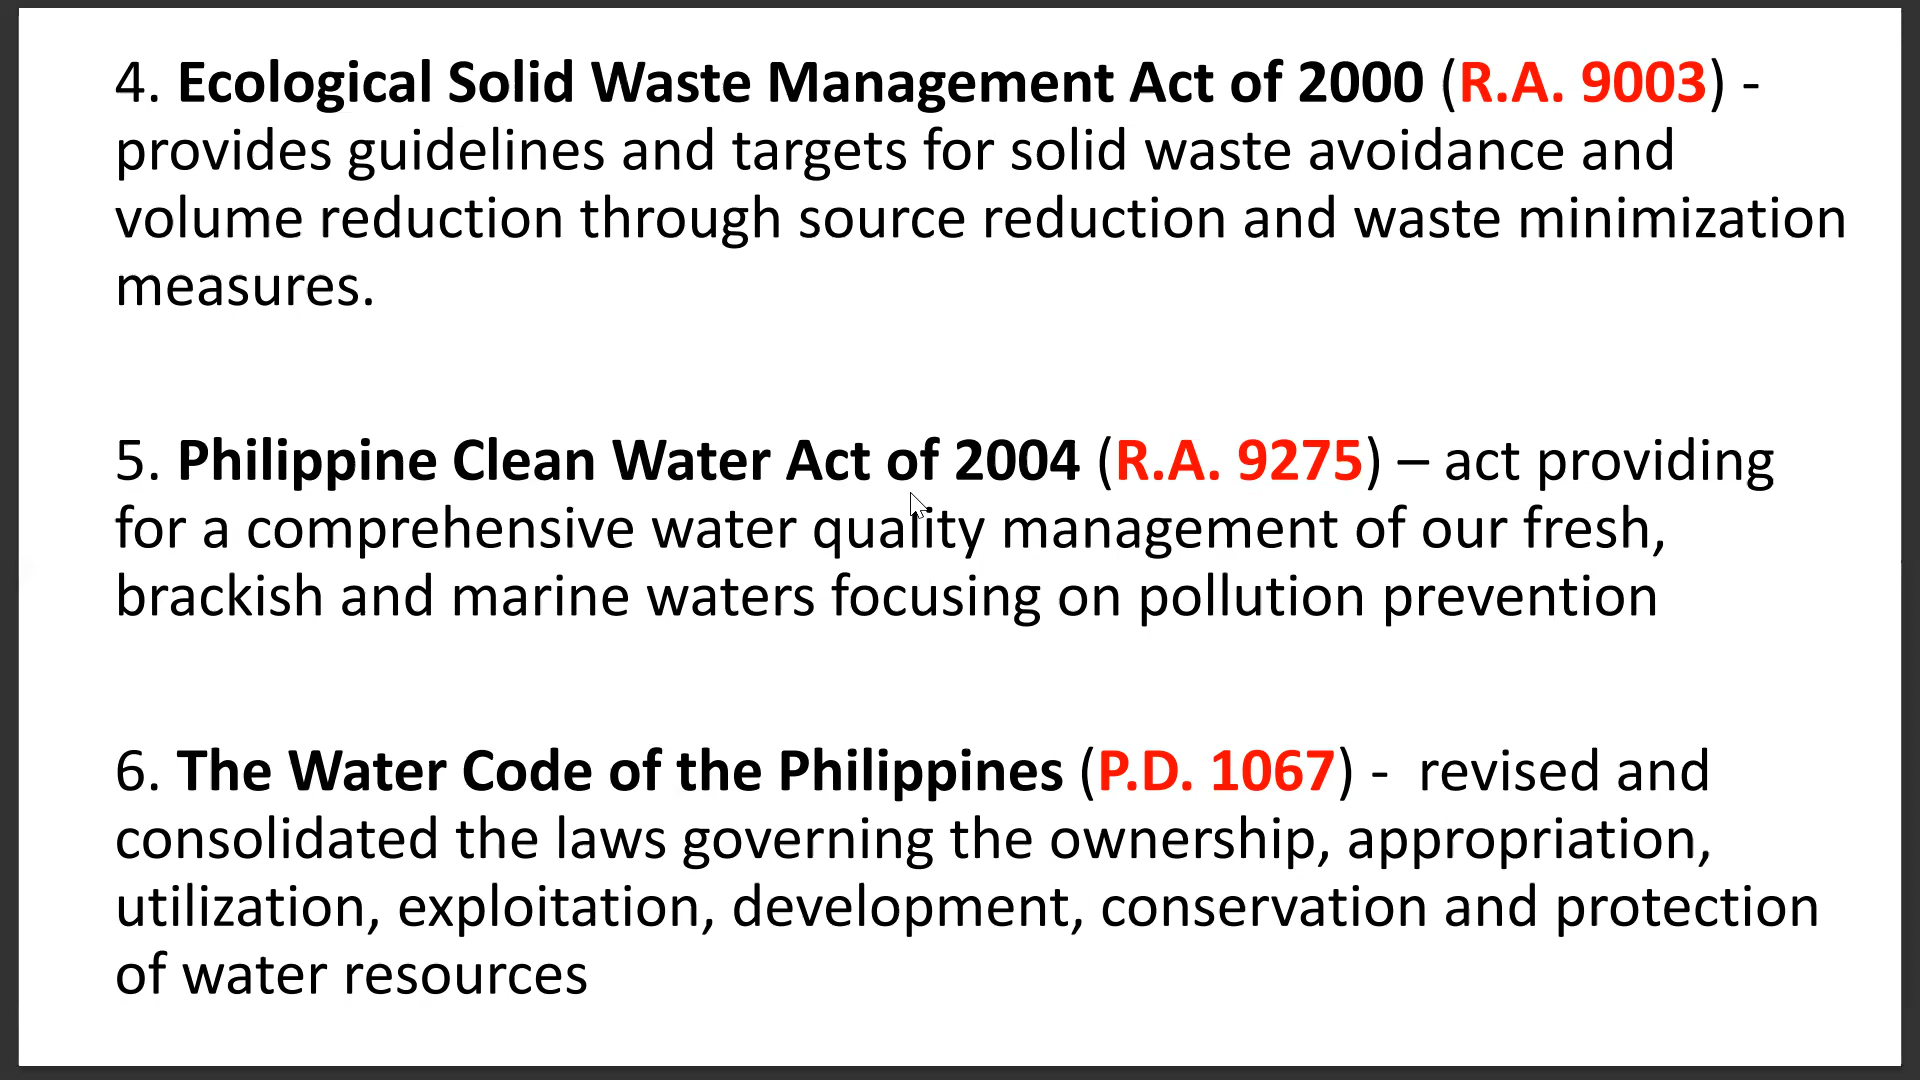 4. Ecological Solid Waste Management Act of 2000 (R.A. 9003) -
provides guidelines and targets for solid waste avoidance and
volume reduction through source reduction and waste minimization
measures.
5. Philippine Clean Water Act of 2004 (R.A. 9275) – act providing
for a comprehensive water quality management of our fresh,
brackish and marine waters focusing on pollution prevention
6. The Water Code of the Philippines (P.D. 1067) -  revised and
consolidated the laws governing the ownership, appropriation,
utilization, exploitation, development, conservation and protection
of water resources